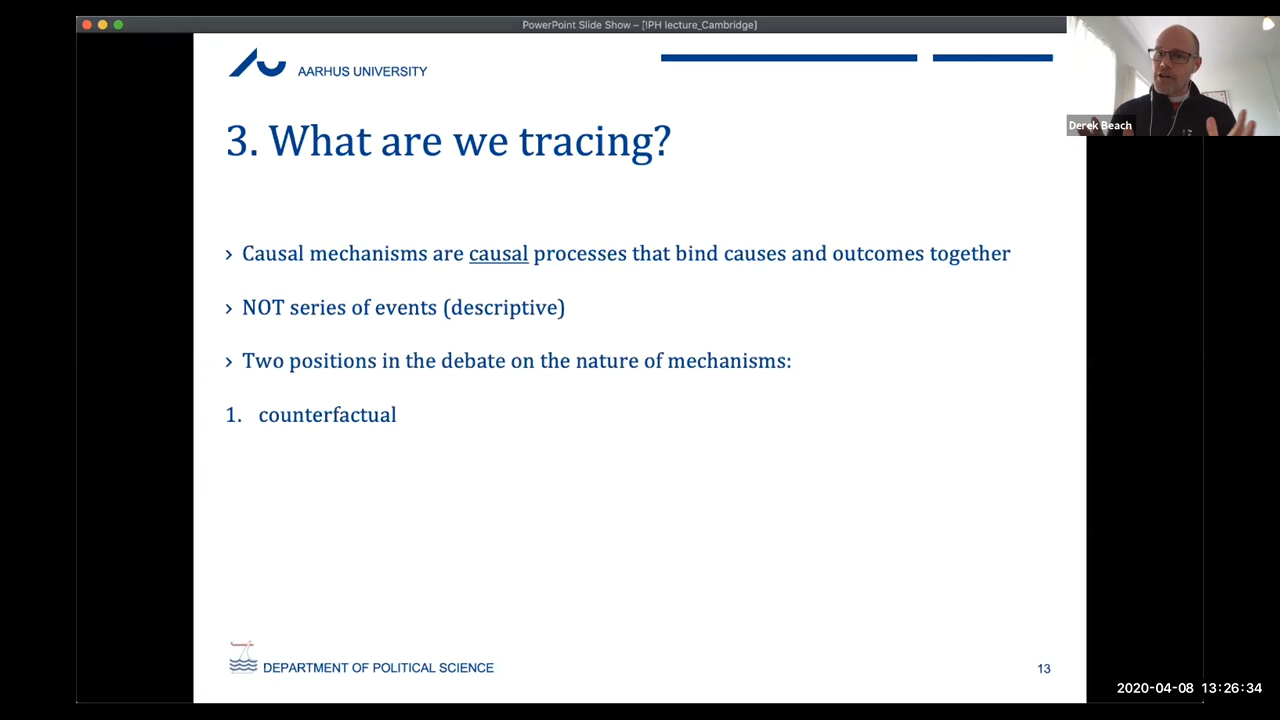 PowerPoint Slide Show – [IPH lecture_Cambridge]
AARHUS UNIVERSITY
Derek Beach
3. What are we tracing?
› Causal mechanisms are causal processes that bind causes and outcomes together
› NOT series of events (descriptive)
› Two positions in the debate on the nature of mechanisms:
1. counterfactual
DEPARTMENT OF POLITICAL SCIENCE
13
2020-04-08 13:26:34